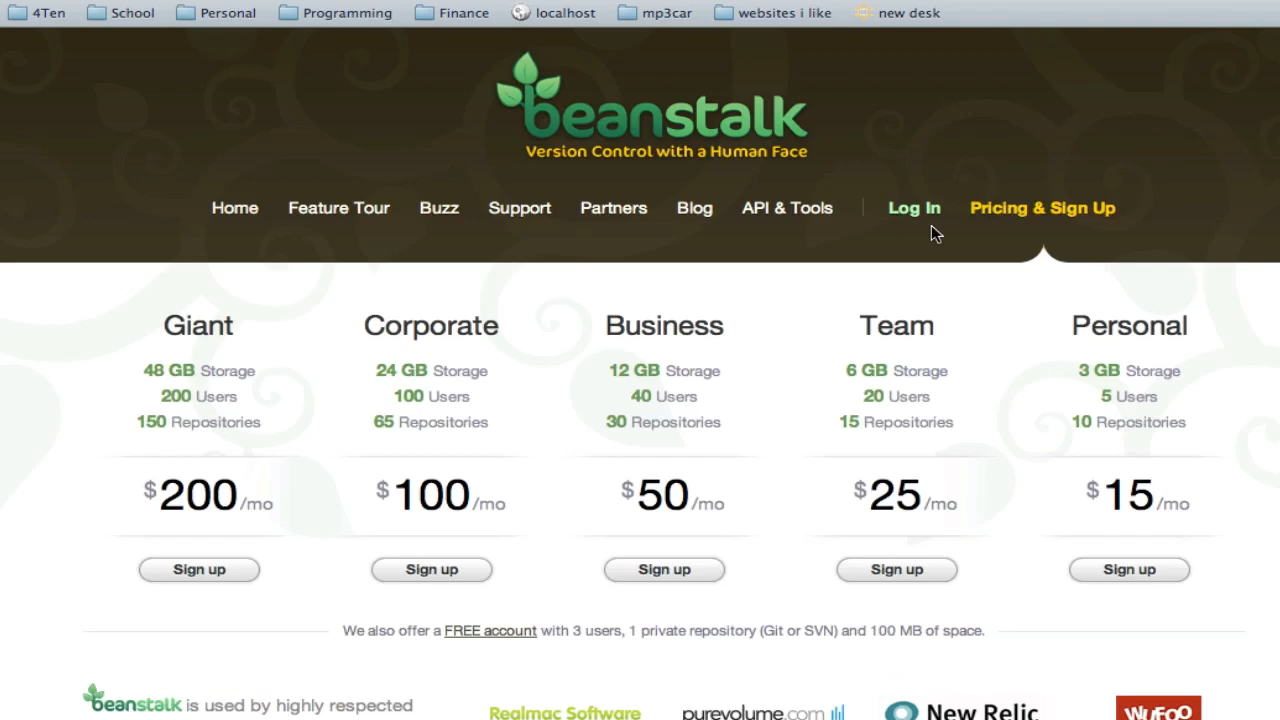 4Ten School Personal Programming Finance localhost mp3car websites i like new desk
beanstalk
Version Control with a Human Face
Home Feature Tour Buzz Support Partners Blog API & Tools Log In Pricing & Sign Up
Giant Corporate Business Team Personal
48 GB Storage 24 GB Storage 12 GB Storage 6 GB Storage 3 GB Storage
200 Users 100 Users 40 Users 20 Users 5 Users
150 Repositories 65 Repositories 30 Repositories 15 Repositories 10 Repositories
$200/mo $100/mo $50/mo $25/mo $15/mo
Sign up Sign up Sign up Sign up Sign up
We also offer a FREE account with 3 users, 1 private repository (Git or SVN) and 100 MB of space.
beanstalk is used by highly respected
Realmac Software purevolume.com New Relic WUFOO